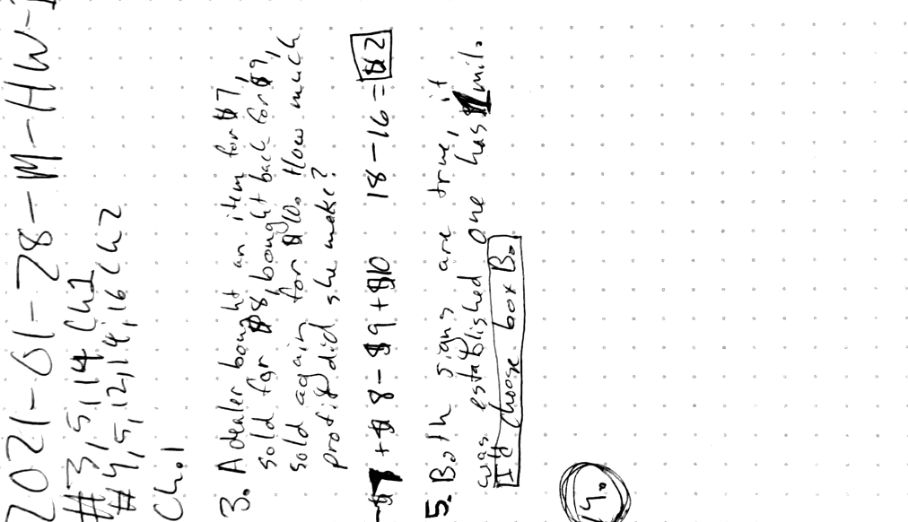 2021-01-28-M-HW-
#3, 5, 14 Ch1
#4, 5, 12, 14, 16 Ch2
Ch.1
3. A dealer bought an item for $7,
sold for $8, bought back for $9,
sold again for $10. How much
profit did she make?
-$7+$8-$9+$10 18-16=$2
5. Both signs are true, it
was established one has 1 mil.
I'd choose box B.
14.